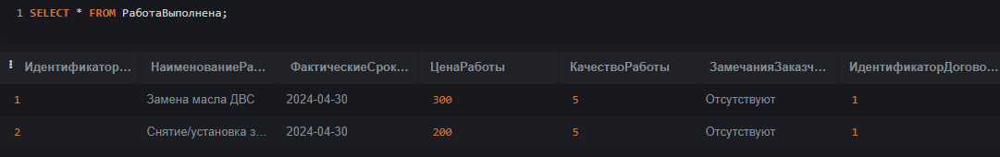 1 SELECT * FROM РаботаВыполнена;
Идентификатор... НаименованиеРа... ФактическиеСрок... ЦенаРаботы КачествоРаботы ЗамечанияЗаказч... ИдентификаторДогово...
1 Замена масла ДВС 2024-04-30 300 5 Отсутствуют 1
2 Снятие/установка з... 2024-04-30 200 5 Отсутствуют 1